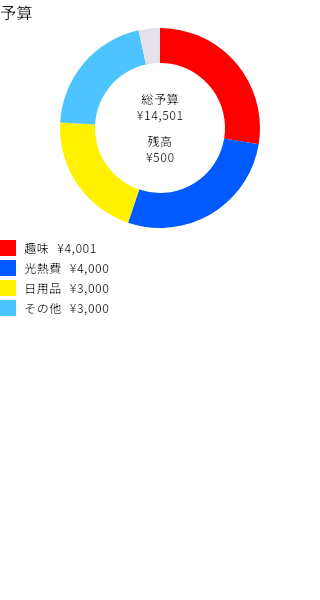 予算
総予算
¥14,501
残高
¥500
趣味 ¥4,001
光熱費 ¥4,000
日用品 ¥3,000
その他 ¥3,000